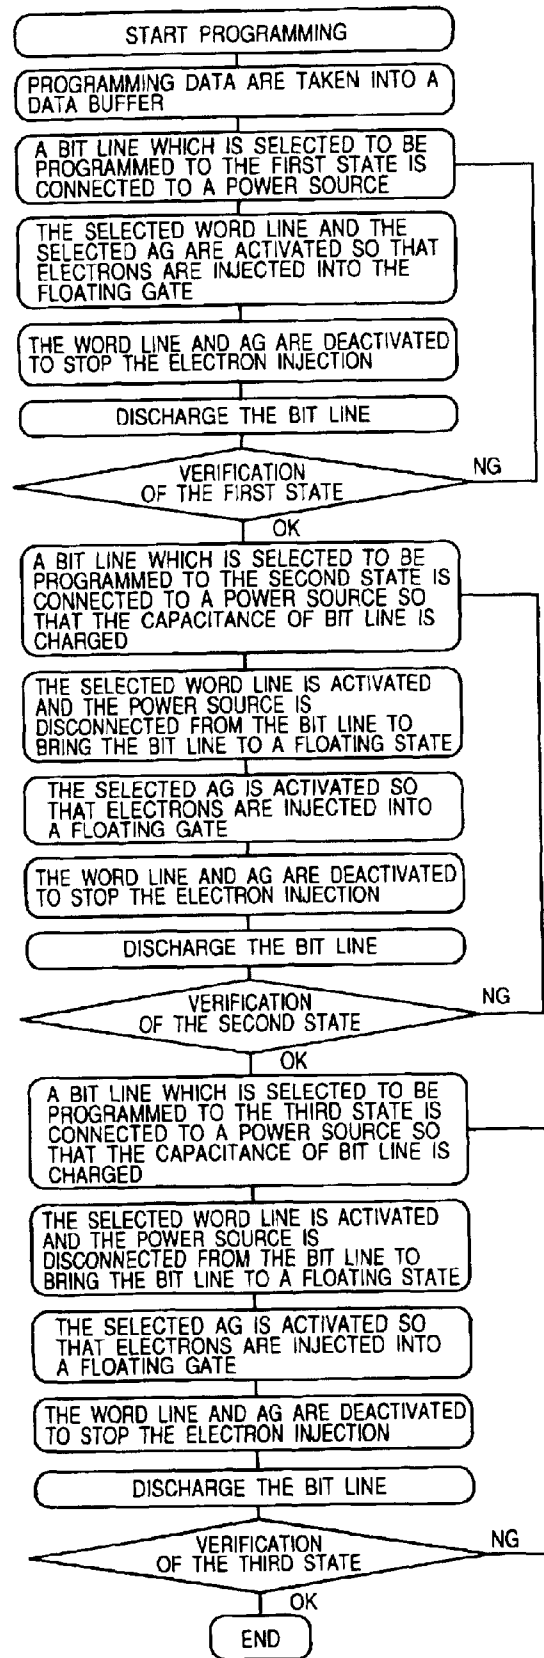 START PROGRAMMING
PROGRAMMING DATA ARE TAKEN INTO A
DATA BUFFER
A BIT LINE WHICH IS SELECTED TO BE
PROGRAMMED TO THE FIRST STATE IS
CONNECTED TO A POWER SOURCE
THE SELECTED WORD LINE AND THE
SELECTED AG ARE ACTIVATED SO THAT
ELECTRONS ARE INJECTED INTO THE
FLOATING GATE
THE WORD LINE AND AG ARE DEACTIVATED
TO STOP THE ELECTRON INJECTION
DISCHARGE THE BIT LINE
VERIFICATION
OF THE FIRST STATE
NG
OK
A BIT LINE WHICH IS SELECTED TO BE
PROGRAMMED TO THE SECOND STATE IS
CONNECTED TO A POWER SOURCE SO
THAT THE CAPACITANCE OF BIT LINE IS
CHARGED
THE SELECTED WORD LINE IS ACTIVATED
AND THE POWER SOURCE IS
DISCONNECTED FROM THE BIT LINE TO
BRING THE BIT LINE TO A FLOATING STATE
THE SELECTED AG IS ACTIVATED SO
THAT ELECTRONS ARE INJECTED INTO
A FLOATING GATE
THE WORD LINE AND AG ARE DEACTIVATED
TO STOP THE ELECTRON INJECTION
DISCHARGE THE BIT LINE
VERIFICATION
OF THE SECOND STATE
NG
OK
A BIT LINE WHICH IS SELECTED TO BE
PROGRAMMED TO THE THIRD STATE IS
CONNECTED TO A POWER SOURCE SO
THAT THE CAPACITANCE OF BIT LINE IS
CHARGED
THE SELECTED WORD LINE IS ACTIVATED
AND THE POWER SOURCE IS
DISCONNECTED FROM THE BIT LINE TO
BRING THE BIT LINE TO A FLOATING STATE
THE SELECTED AG IS ACTIVATED SO
THAT ELECTRONS ARE INJECTED INTO
A FLOATING GATE
THE WORD LINE AND AG ARE DEACTIVATED
TO STOP THE ELECTRON INJECTION
DISCHARGE THE BIT LINE
VERIFICATION
OF THE THIRD STATE
NG
OK
END